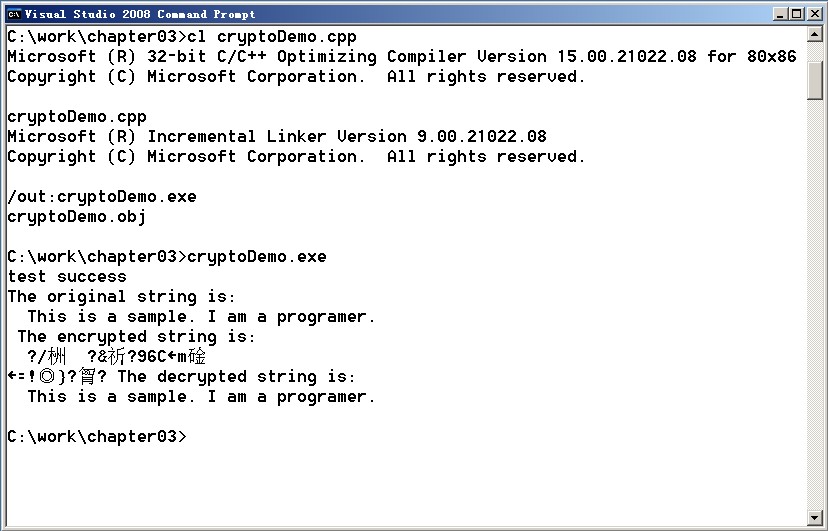 Visual Studio 2008 Command Prompt
C:\work\chapter03>cl cryptoDemo.cpp
Microsoft (R) 32-bit C/C++ Optimizing Compiler Version 15.00.21022.08 for 80x86
Copyright (C) Microsoft Corporation.  All rights reserved.
cryptoDemo.cpp
Microsoft (R) Incremental Linker Version 9.00.21022.08
Copyright (C) Microsoft Corporation.  All rights reserved.
/out:cryptoDemo.exe
cryptoDemo.obj
C:\work\chapter03>cryptoDemo.exe
test success
The original string is:
  This is a sample. I am a programer.
 The encrypted string is:
  ?/栦  ?&祈?96C←m碒
←=!◎}?胷? The decrypted string is:
  This is a sample. I am a programer.
C:\work\chapter03>